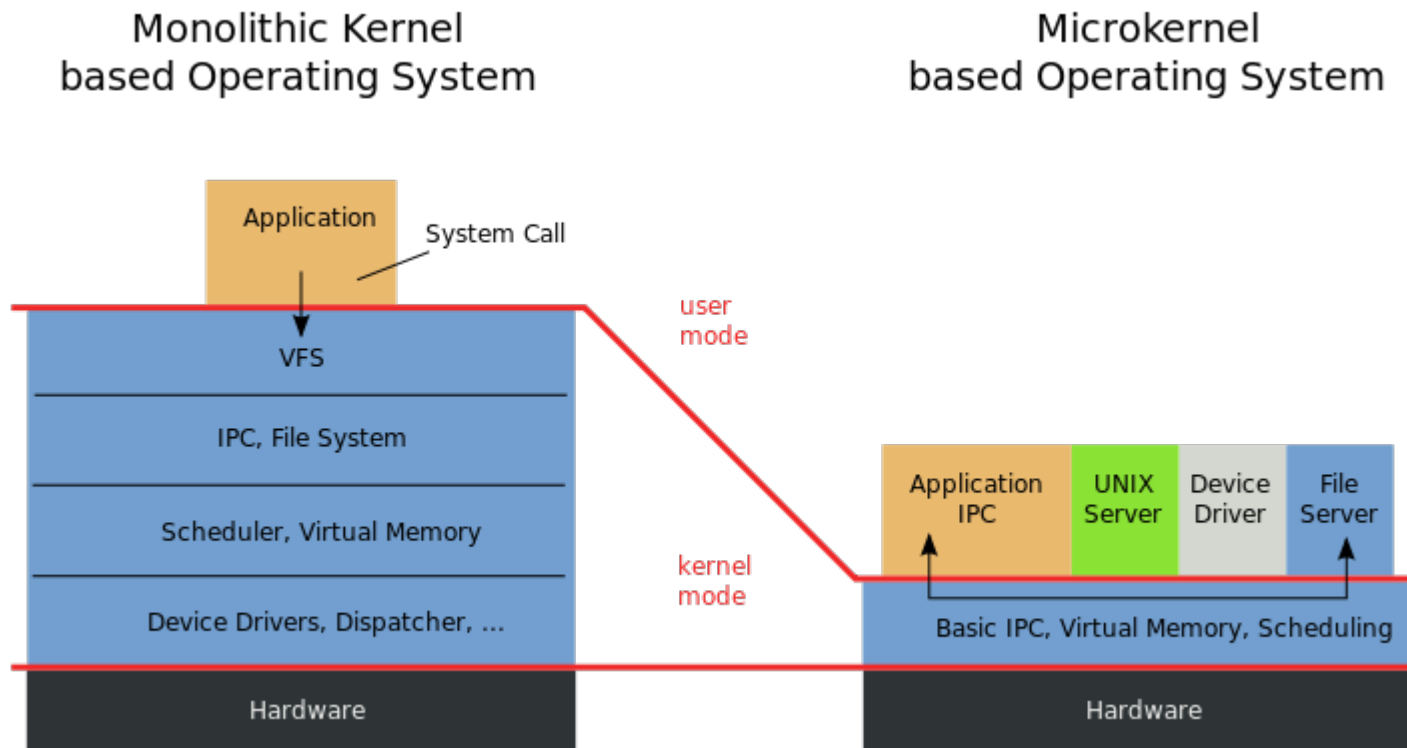 Monolithic Kernel
based Operating System
Microkernel
based Operating System
Application
System Call
user
mode
VFS
IPC, File System
Scheduler, Virtual Memory
kernel
mode
Device Drivers, Dispatcher, ...
Hardware
Application
IPC
UNIX
Server
Device
Driver
File
Server
Basic IPC, Virtual Memory, Scheduling
Hardware